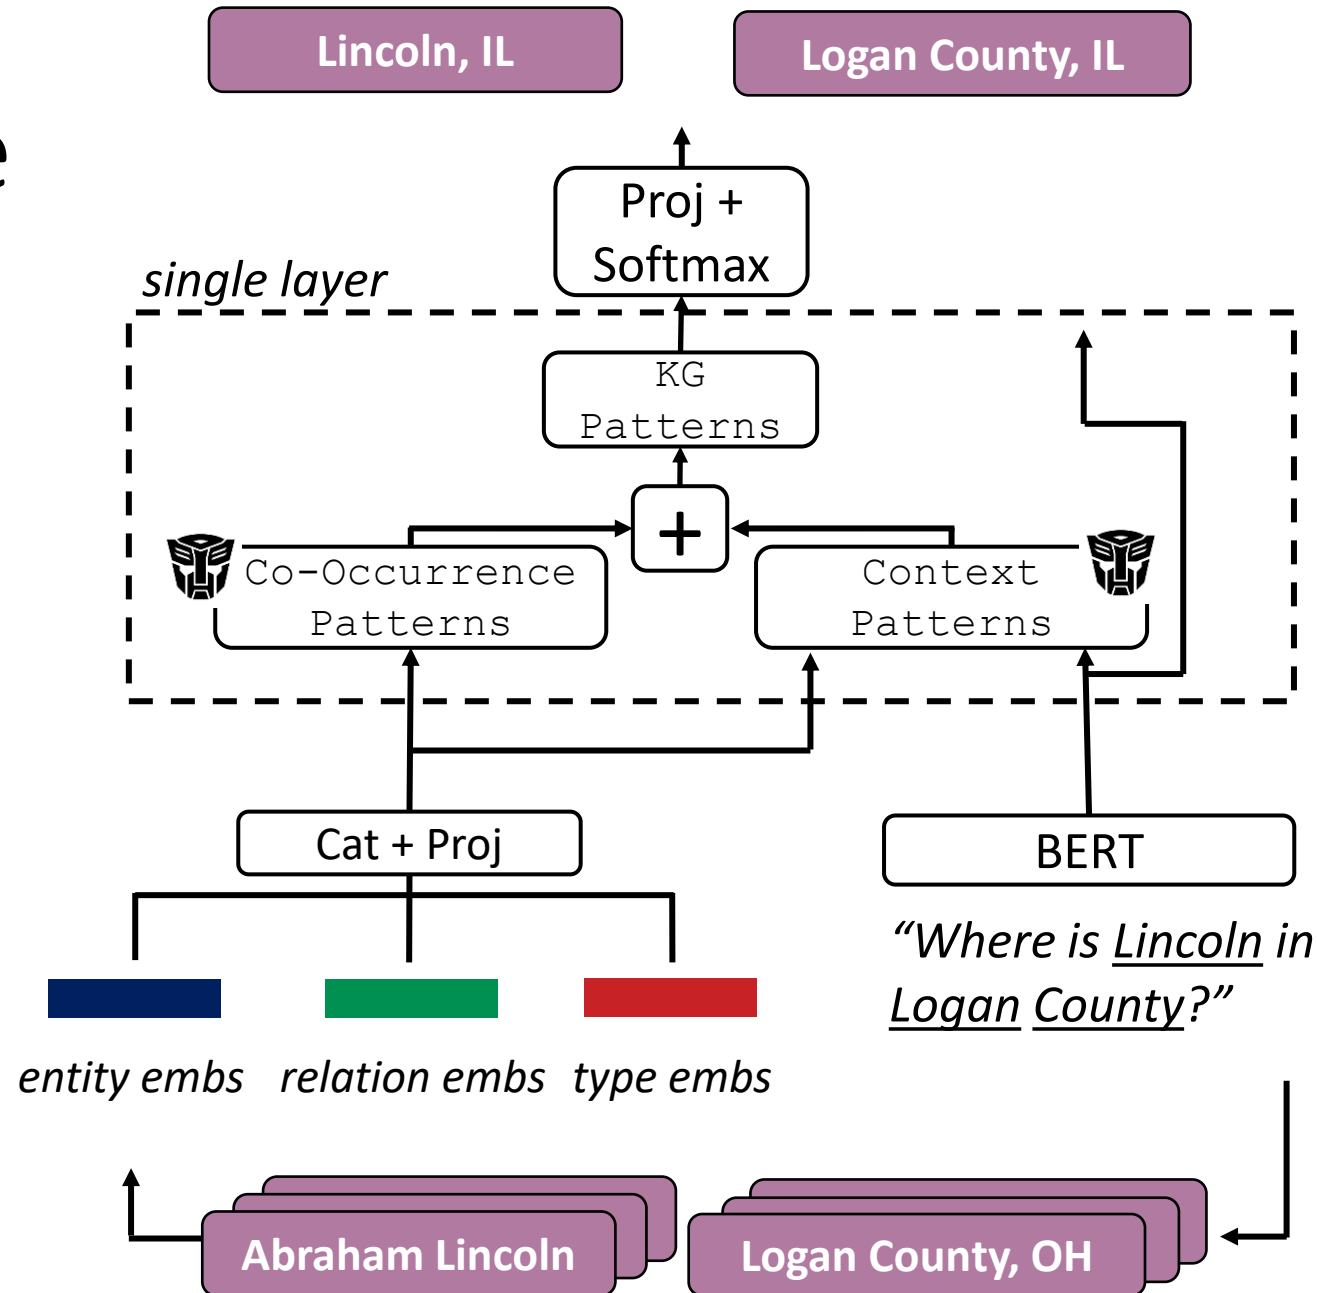 Lincoln, IL
Logan County, IL
e
Proj +
Softmax
single layer
KG
Patterns
+
Co-Occurrence
Patterns
Context
Patterns
Cat + Proj
BERT
“Where is Lincoln in
Logan County?”
entity embs
relation embs
type embs
Abraham Lincoln
Logan County, OH